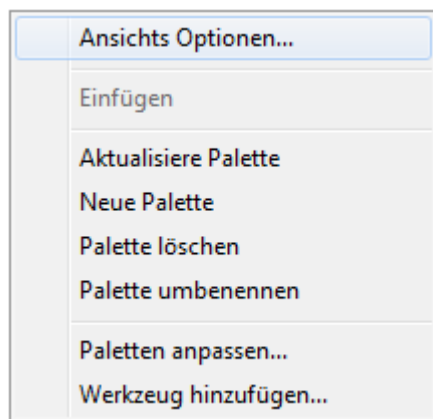 Ansichts Optionen...
Einfügen
Aktualisiere Palette
Neue Palette
Palette löschen
Palette umbenennen
Paletten anpassen...
Werkzeug hinzufügen...